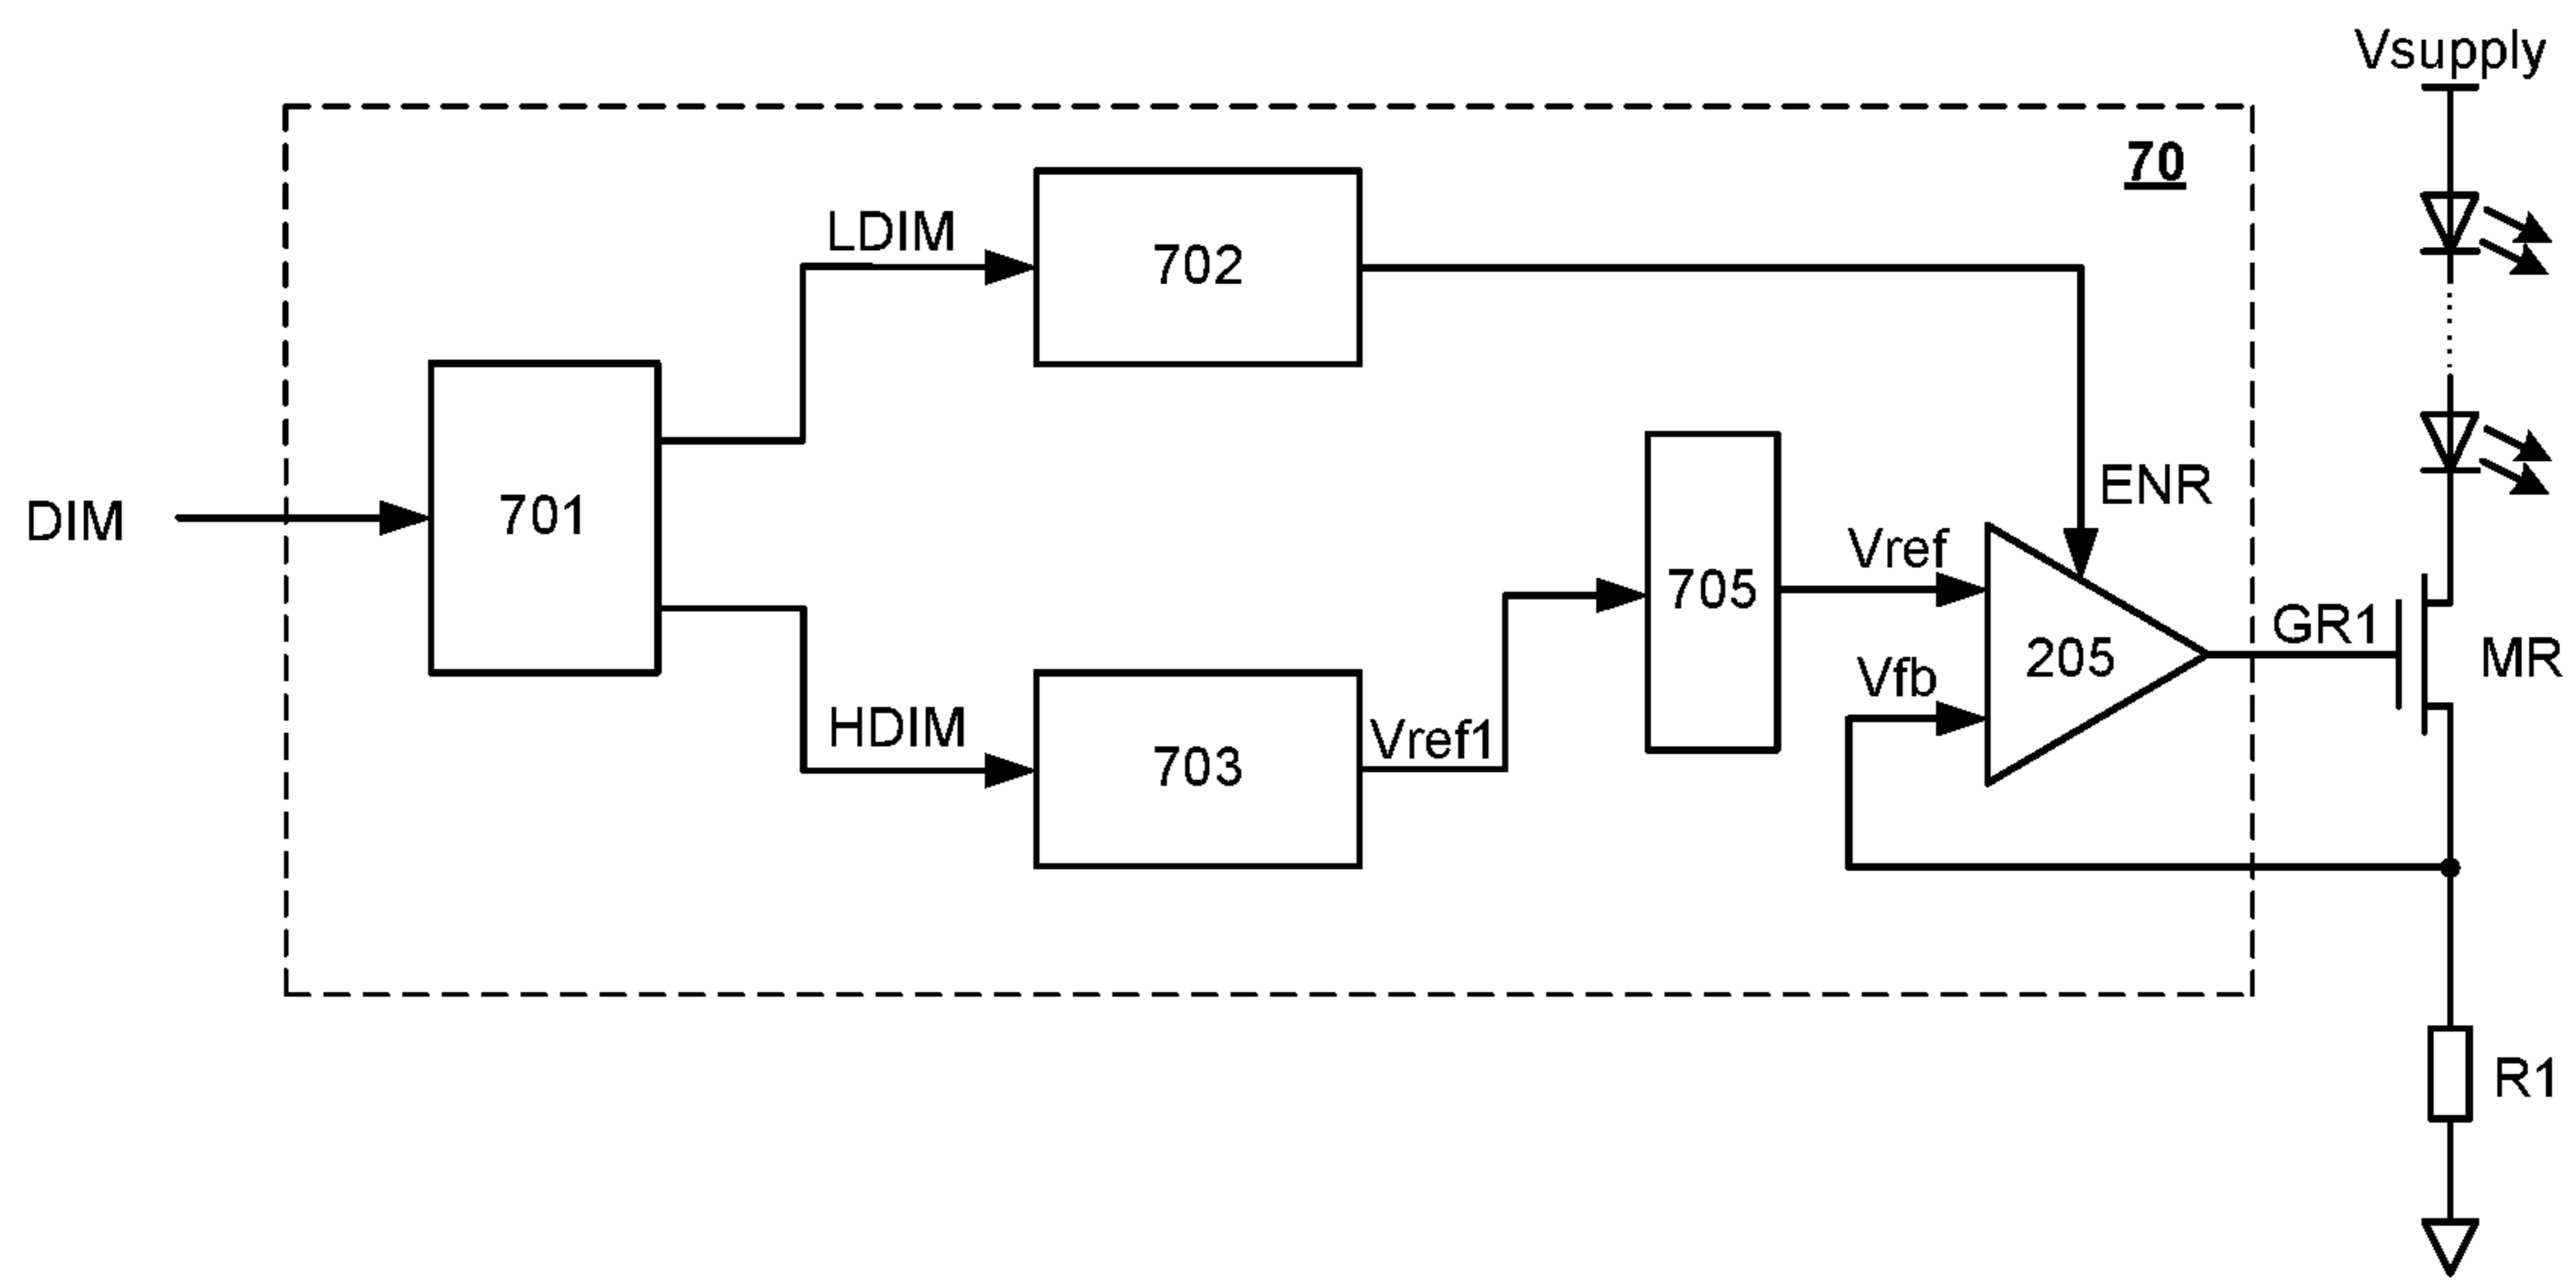 Vsupply
70
LDIM
702
DIM
701
ENR
Vref
705
GR1
205
MR
Vfb
HDIM
Vref1
703
R1